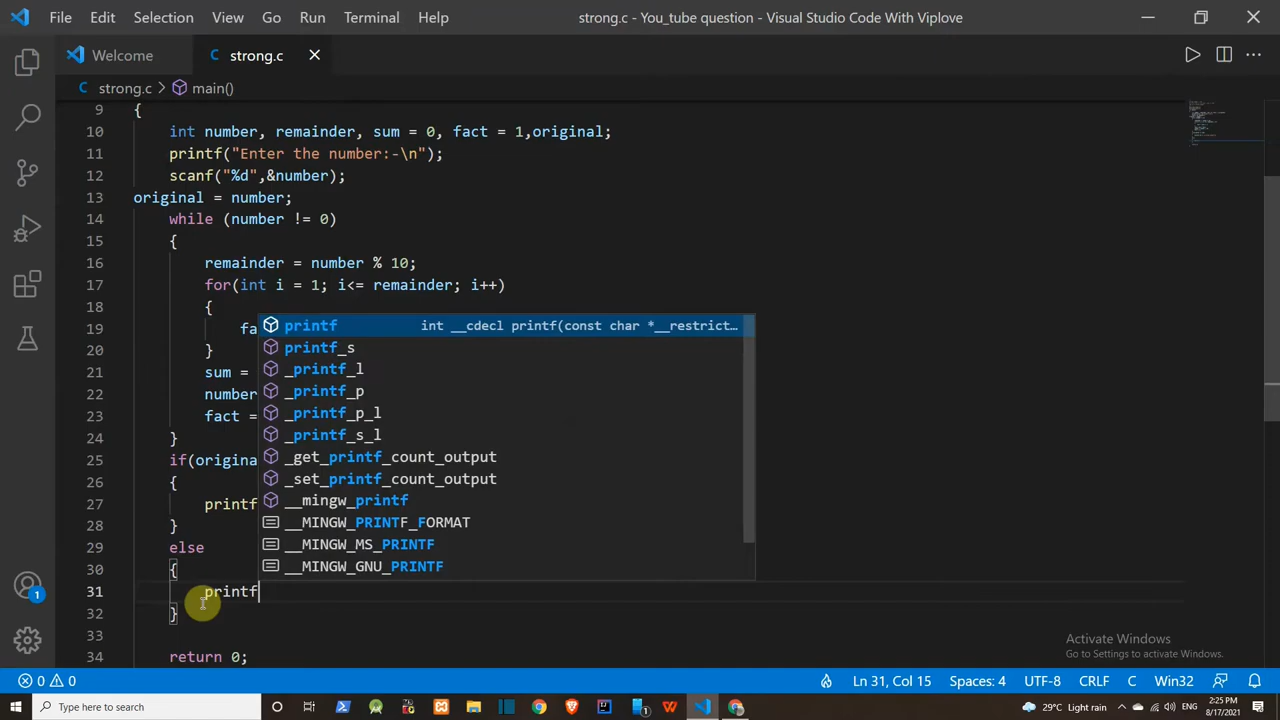 File Edit Selection View Go Run Terminal Help strong.c - You_tube question - Visual Studio Code With Viplove
Welcome C strong.c
C strong.c > main()
9 {
10 int number, remainder, sum = 0, fact = 1,original;
11 printf("Enter the number:-\n");
12 scanf("%d",&number);
13 original = number;
14 while (number != 0)
15 {
16 remainder = number % 10;
17 for(int i = 1; i<= remainder; i++)
18 {
19 fa
20 }
21 sum =
22 number
23 fact =
24 }
25 if(origina
26 {
27 printf
28 }
29 else
30 {
31 printf
32 }
33
34 return 0;
printf int __cdecl printf(const char *__restrict…
printf_s
_printf_l
_printf_p
_printf_p_l
_printf_s_l
_get_printf_count_output
_set_printf_count_output
__mingw_printf
__MINGW_PRINTF_FORMAT
__MINGW_MS_PRINTF
__MINGW_GNU_PRINTF
Activate Windows
Go to Settings to activate Windows.
1
0 0 Ln 31, Col 15 Spaces: 4 UTF-8 CRLF C Win32
Type here to search 1 29°C Light rain 2:25 PM
8/17/2021